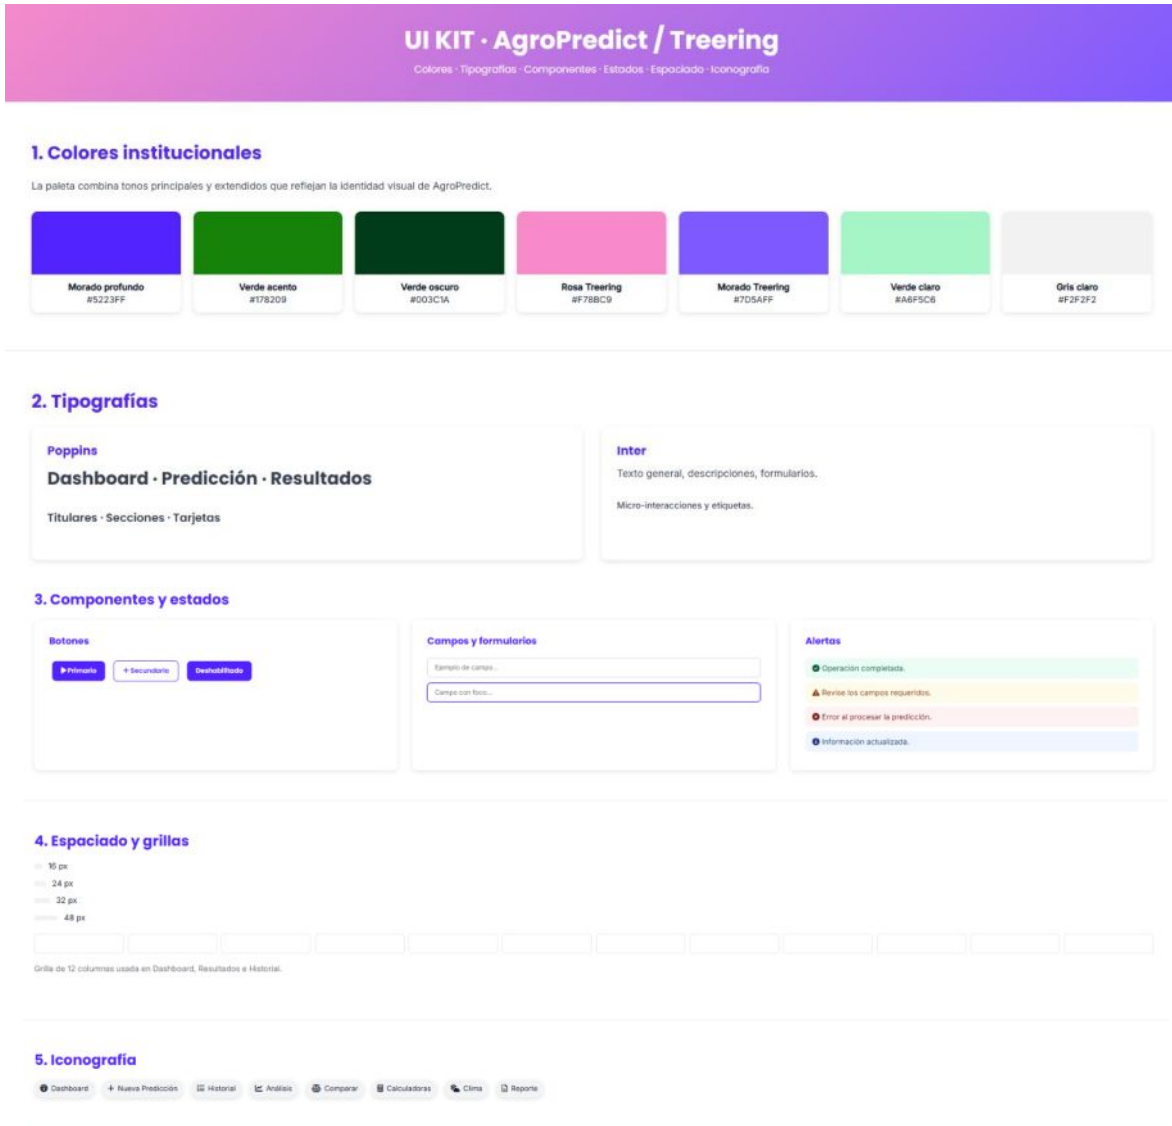 UI KIT · AgroPredict / Treering
Colores · Tipografías · Componentes · Estados · Espaciado · Iconografía
1. Colores institucionales
La paleta combina tonos principales y extendidos que reflejan la identidad visual de AgroPredict.
Morado profundo
#5223FF
Verde acento
#178209
Verde oscuro
#003C1A
Rosa Treering
#F78BC9
Morado Treering
#7D5AFF
Verde claro
#A6F5C6
Gris claro
#F2F2F2
2. Tipografías
Poppins
Dashboard · Predicción · Resultados
Titulares · Secciones · Tarjetas
Inter
Texto general, descripciones, formularios.
Micro-interacciones y etiquetas.
3. Componentes y estados
Botones
Primario
+ Secundario
Deshabilitado
Campos y formularios
Ejemplo de campo...
Campo con foco...
Alertas
Operación completada.
Revise los campos requeridos.
Error al procesar la predicción.
Información actualizada.
4. Espaciado y grillas
16 px
24 px
32 px
48 px
Grilla de 12 columnas usada en Dashboard, Resultados e Historial.
5. Iconografía
Dashboard
+ Nueva Predicción
Historial
Análisis
Comparar
Calculadoras
Clima
Reporte